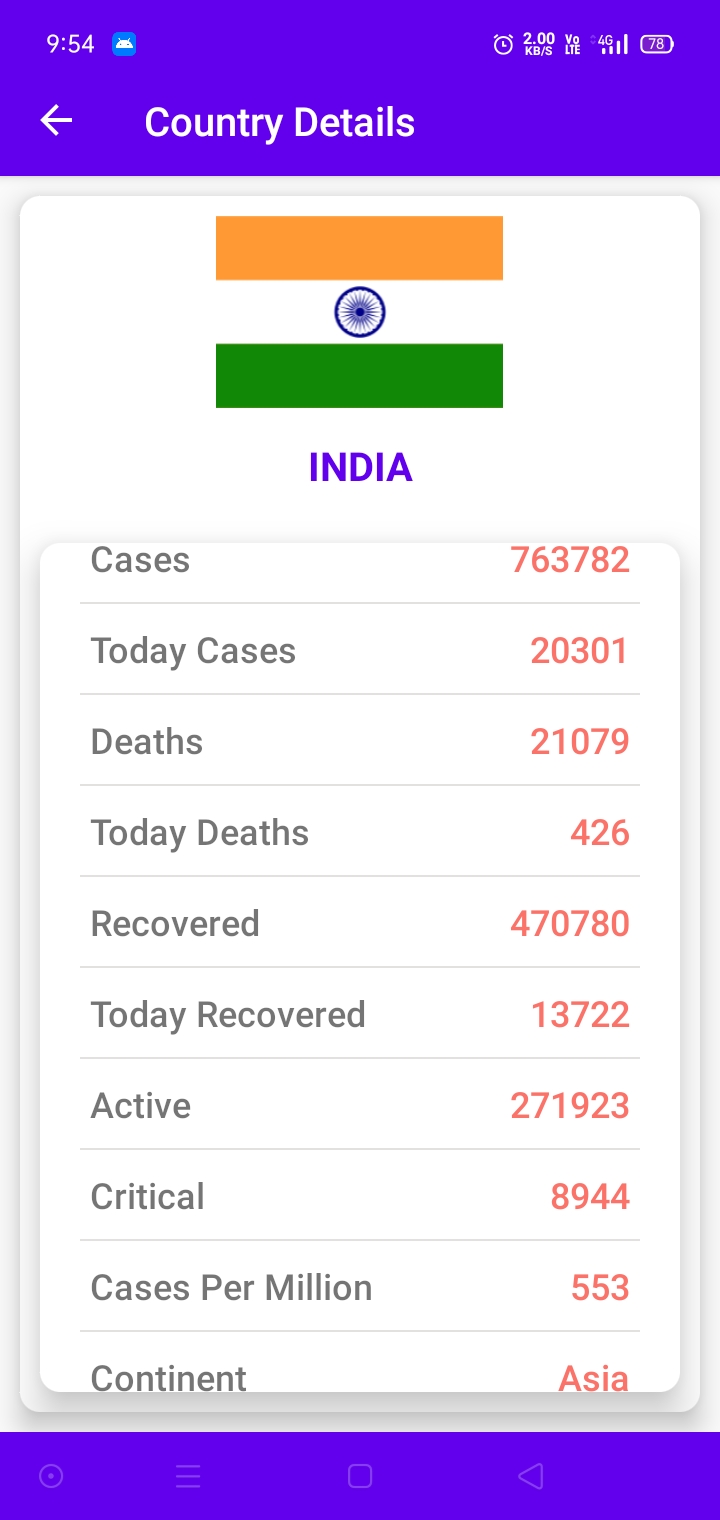 9:54
2.00 KB/S Vo LTE 4G 78
Country Details
INDIA
Cases 763782
Today Cases 20301
Deaths 21079
Today Deaths 426
Recovered 470780
Today Recovered 13722
Active 271923
Critical 8944
Cases Per Million 553
Continent Asia